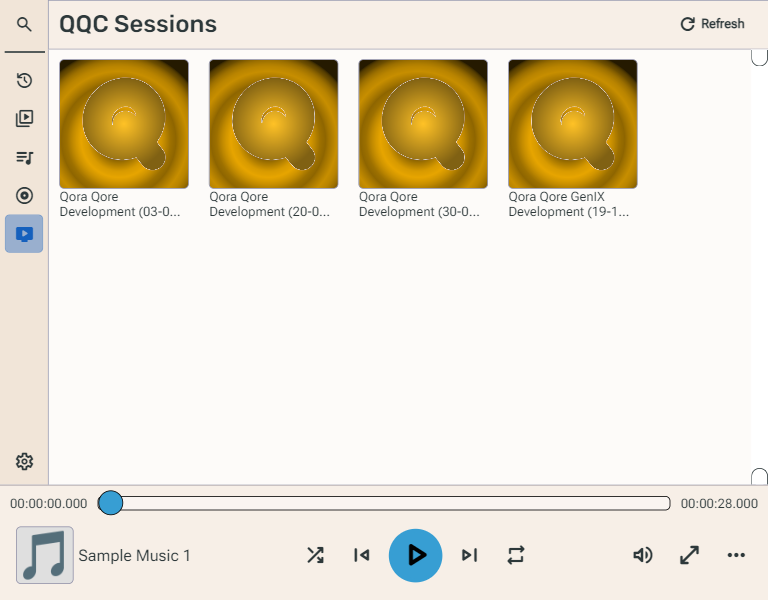 QQC Sessions
Refresh
Qora Qore
Development (03-0...
Qora Qore
Development (20-0...
Qora Qore
Development (30-0...
Qora Qore GenIX
Development (19-1...
00:00:00.000
00:00:28.000
Sample Music 1